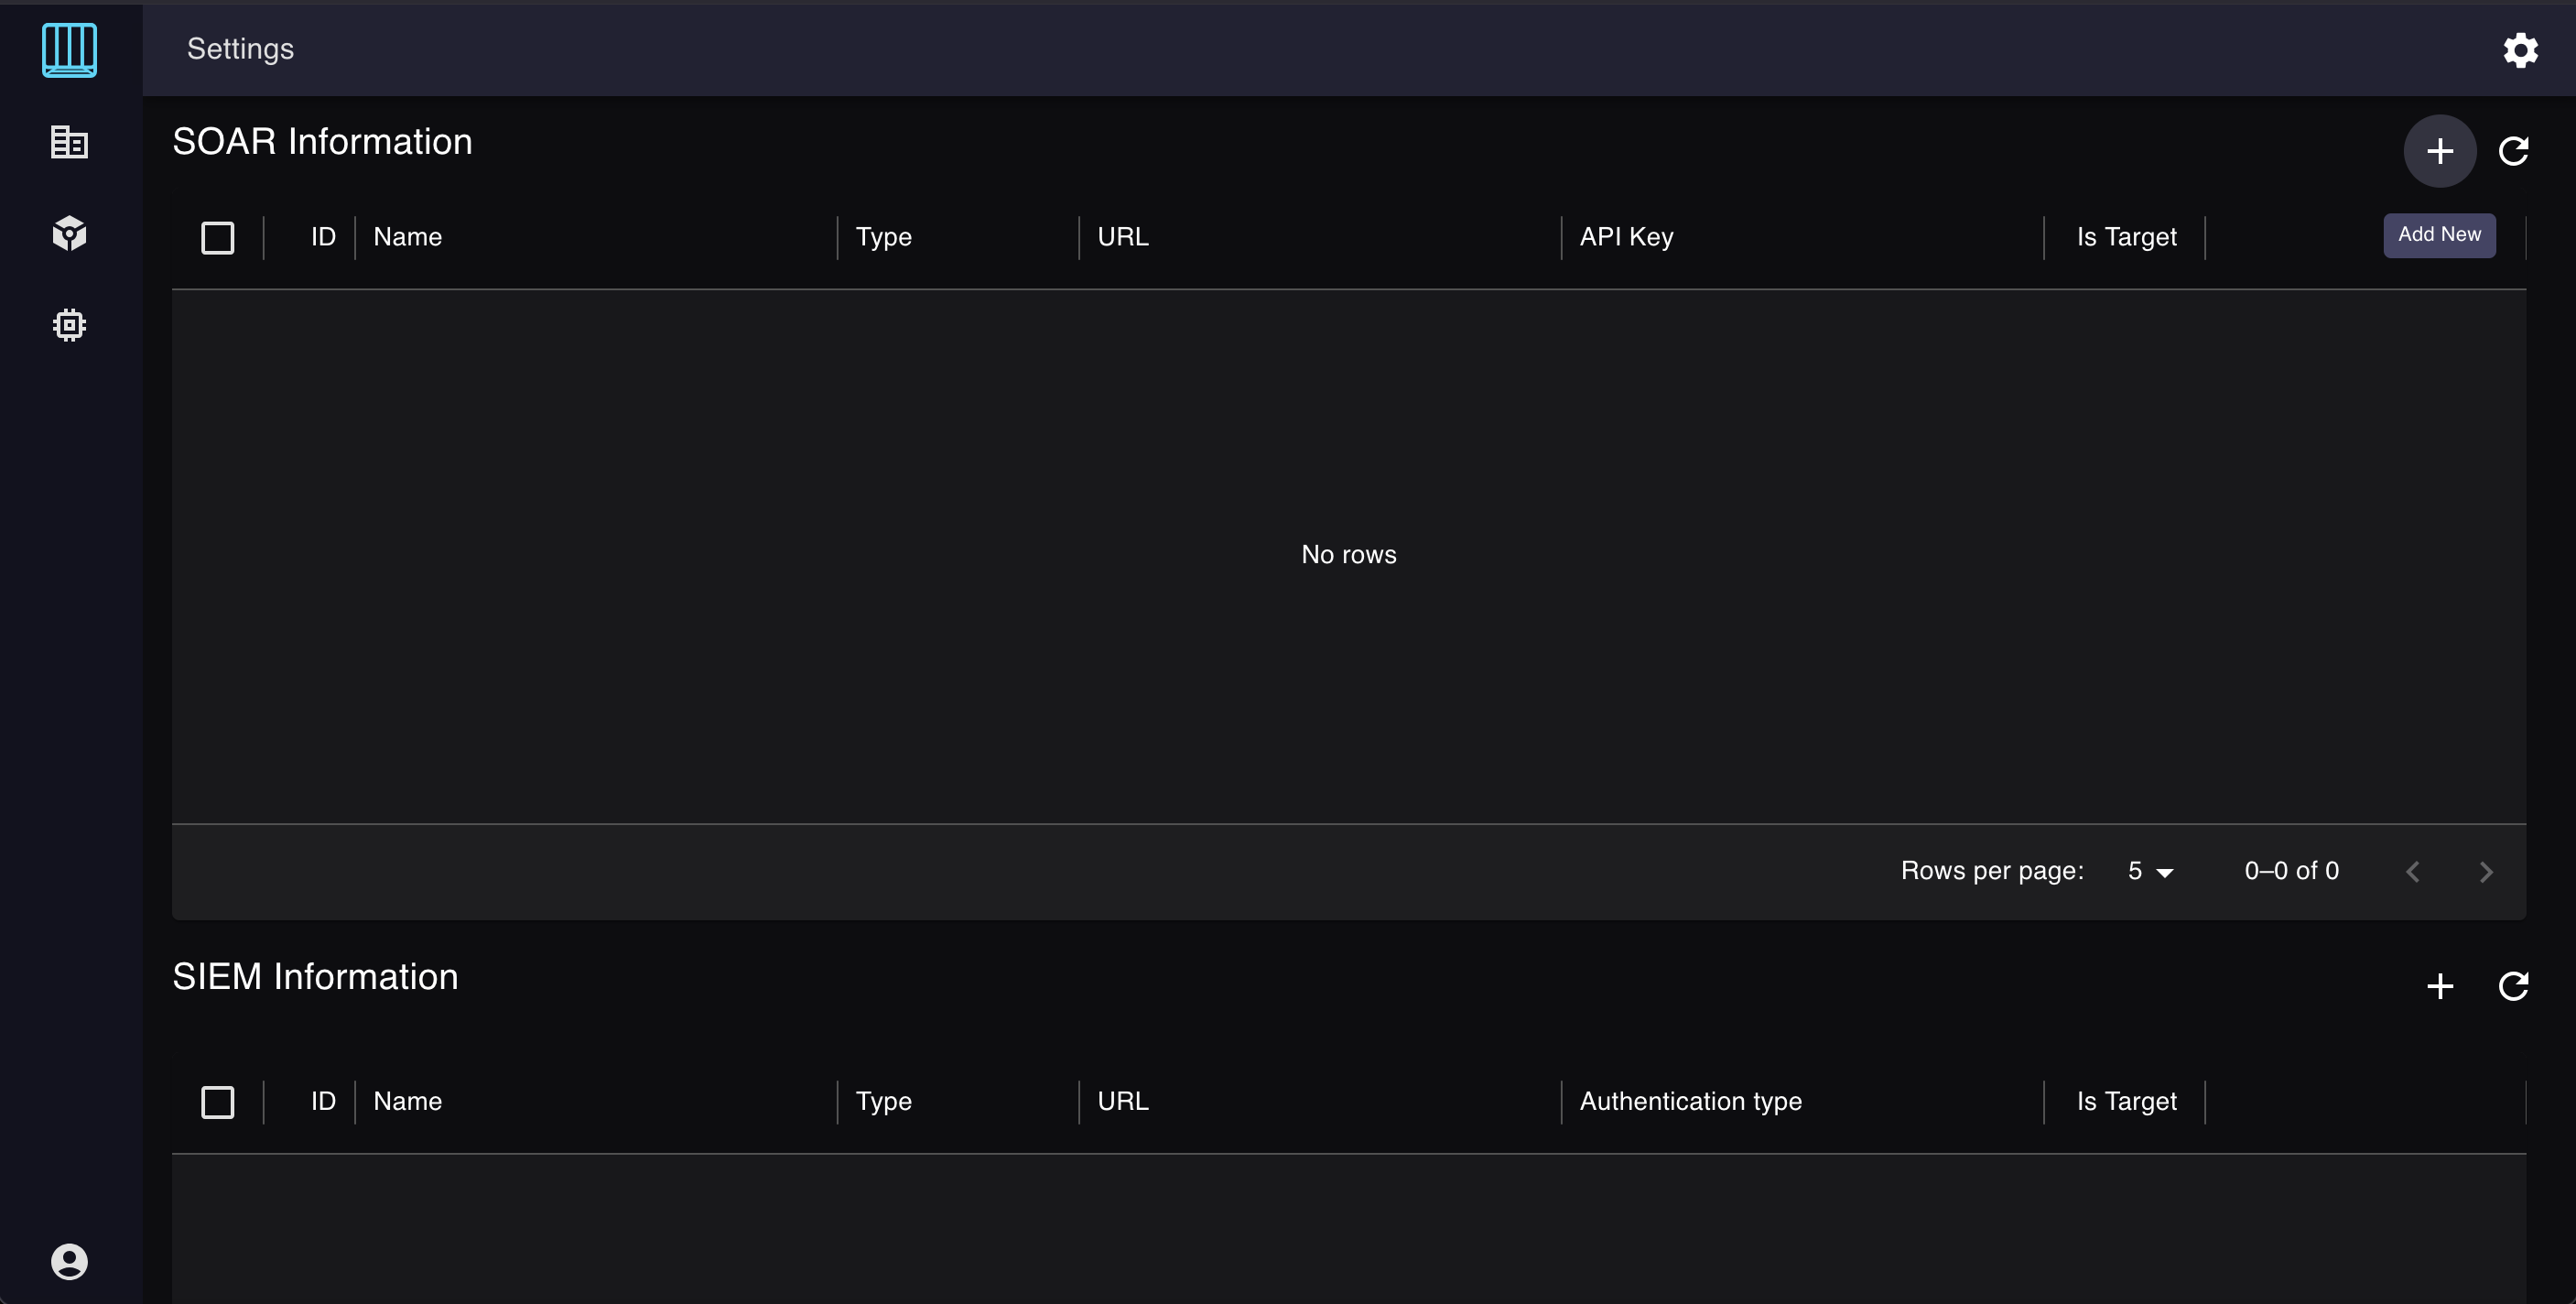 Settings
SOAR Information
ID Name Type URL API Key Is Target Add New
No rows
Rows per page: 5 0–0 of 0
SIEM Information
ID Name Type URL Authentication type Is Target